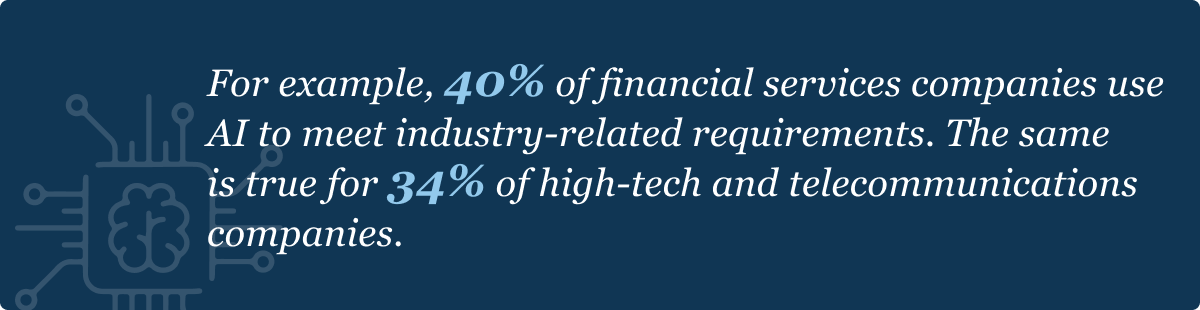 For example, 40% of financial services companies use
AI to meet industry-related requirements. The same
is true for 34% of high-tech and telecommunications
companies.